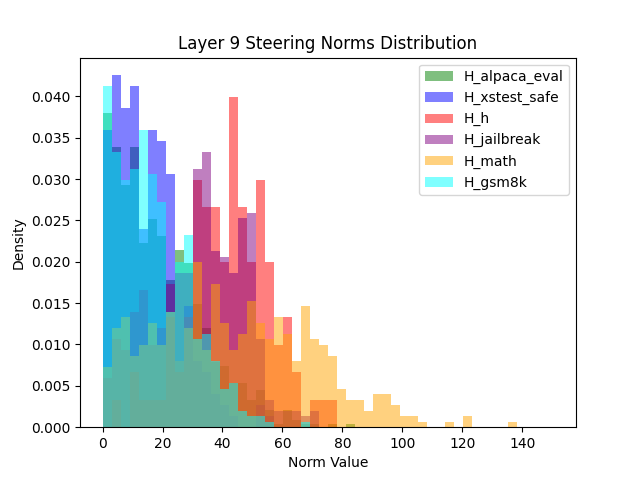 Layer 9 Steering Norms Distribution
H_alpaca_eval
H_xstest_safe
H_h
H_jailbreak
H_math
H_gsm8k
Density
0.040
0.035
0.030
0.025
0.020
0.015
0.010
0.005
0.000
0 20 40 60 80 100 120 140
Norm Value